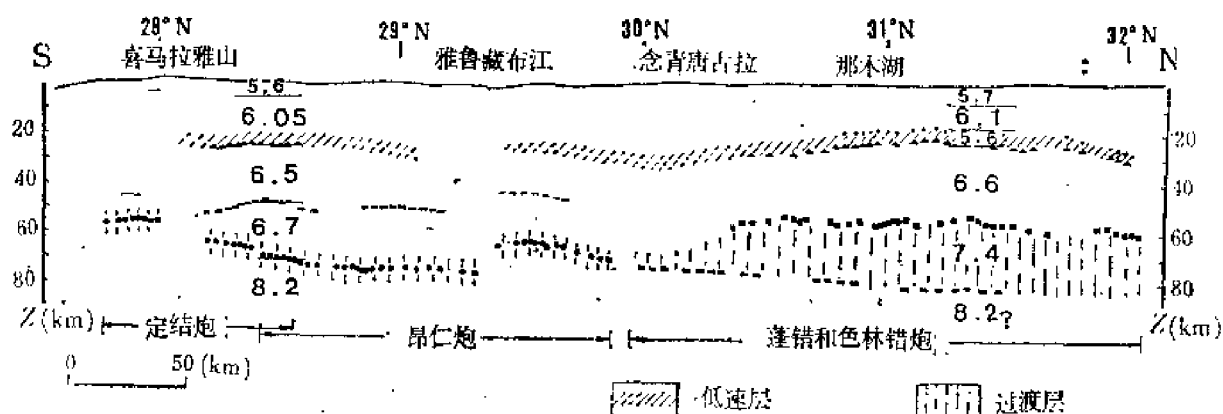 28°N 29°N 30°N 31°N 32°N
S 喜马拉雅山 雅鲁藏布江 念背唐古拉 那木湖 N
5.6 5.7
6.05 6.1
20 5.6 20
6.5 6.6
40 40
6.7
60 7.4 60
80 8.2 80
8.2?
Z(km) 定结炮 昂仁炮 蓬错和色林错炮 Z(km)
0 50 (km)
低速层 过渡层